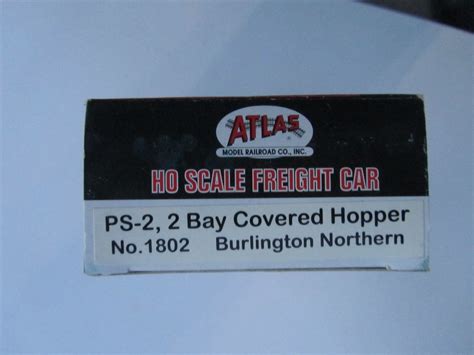 ATLAS
MODEL RAILROAD CO., INC.
HO SCALE FREIGHT CAR
PS-2, 2 Bay Covered Hopper
No.1802 Burlington Northern